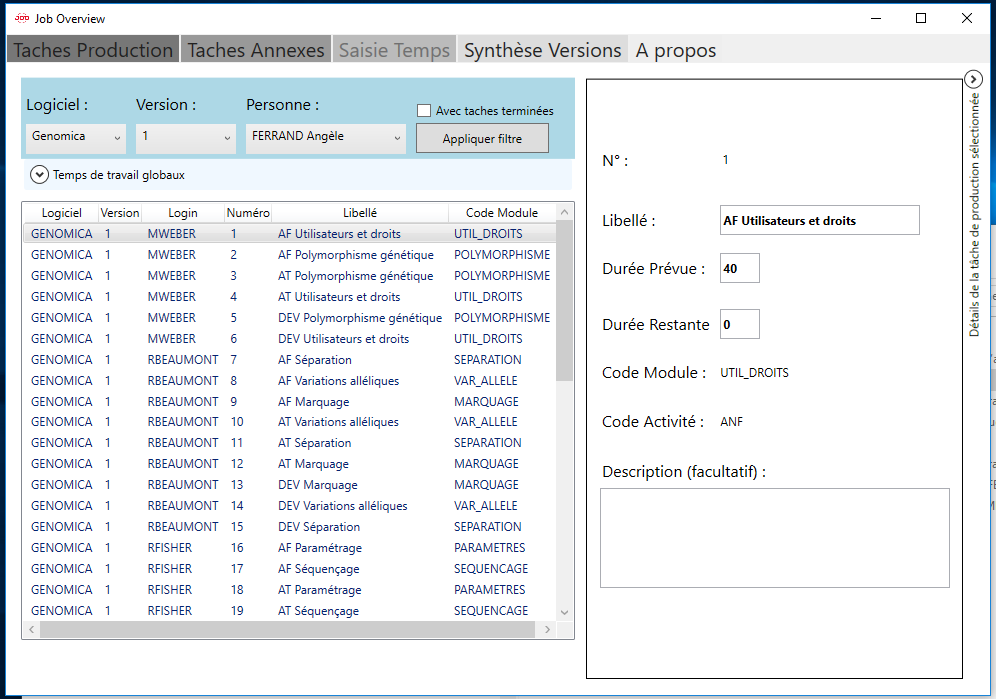 Job Overview
Taches Production Taches Annexes Saisie Temps Synthèse Versions A propos
Logiciel : Version : Personne :
Avec taches terminées
Genomica 1 FERRAND Angèle Appliquer filtre
Temps de travail globaux
Logiciel Version Login Numéro Libellé Code Module
GENOMICA 1 MWEBER 1 AF Utilisateurs et droits UTIL_DROITS
GENOMICA 1 MWEBER 2 AF Polymorphisme génétique POLYMORPHISME
GENOMICA 1 MWEBER 3 AT Polymorphisme génétique POLYMORPHISME
GENOMICA 1 MWEBER 4 AT Utilisateurs et droits UTIL_DROITS
GENOMICA 1 MWEBER 5 DEV Polymorphisme génétique POLYMORPHISME
GENOMICA 1 MWEBER 6 DEV Utilisateurs et droits UTIL_DROITS
GENOMICA 1 RBEAUMONT 7 AF Séparation SEPARATION
GENOMICA 1 RBEAUMONT 8 AF Variations alléliques VAR_ALLELE
GENOMICA 1 RBEAUMONT 9 AF Marquage MARQUAGE
GENOMICA 1 RBEAUMONT 10 AT Variations alléliques VAR_ALLELE
GENOMICA 1 RBEAUMONT 11 AT Séparation SEPARATION
GENOMICA 1 RBEAUMONT 12 AT Marquage MARQUAGE
GENOMICA 1 RBEAUMONT 13 DEV Marquage MARQUAGE
GENOMICA 1 RBEAUMONT 14 DEV Variations alléliques VAR_ALLELE
GENOMICA 1 RBEAUMONT 15 DEV Séparation SEPARATION
GENOMICA 1 RFISHER 16 AF Paramétrage PARAMETRES
GENOMICA 1 RFISHER 17 AF Séquençage SEQUENCAGE
GENOMICA 1 RFISHER 18 AT Paramétrage PARAMETRES
GENOMICA 1 RFISHER 19 AT Séquençage SEQUENCAGE
N° : 1
Libellé : AF Utilisateurs et droits
Durée Prévue : 40
Durée Restante 0
Code Module : UTIL_DROITS
Code Activité : ANF
Description (facultatif) :
Détails de la tâche de production sélectionnée